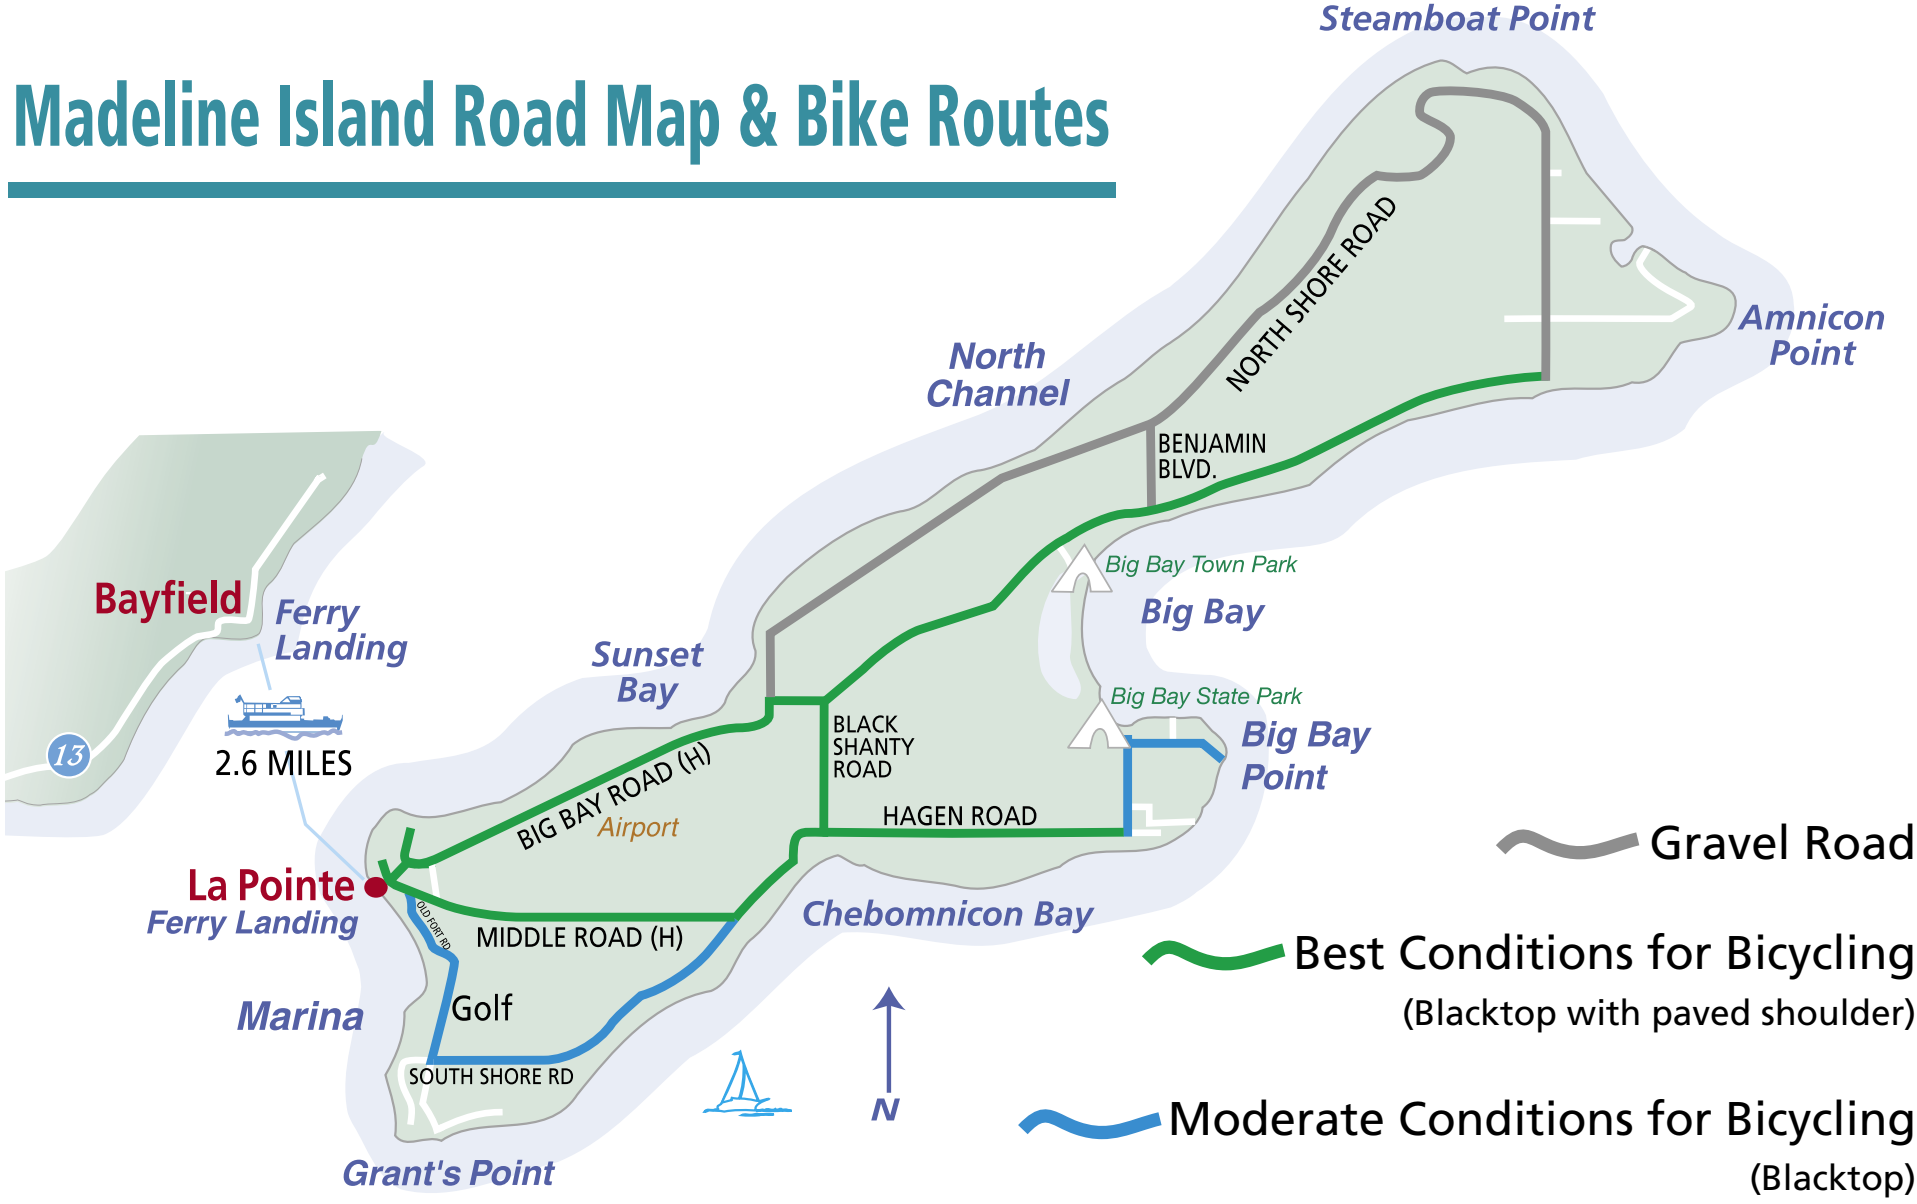 Steamboat Point
Madeline Island Road Map & Bike Routes
NORTH SHORE ROAD
Amnicon
Point
North
Channel
BENJAMIN
BLVD.
Big Bay Town Park
Big Bay
Bayfield
Ferry
Landing
Sunset
Bay
Big Bay State Park
Big Bay
Point
13
2.6 MILES
BLACK
SHANTY
ROAD
BIG BAY ROAD (H)
Airport
HAGEN ROAD
Gravel Road
La Pointe
Ferry Landing
OLD FORT RD
MIDDLE ROAD (H)
Chebomnicon Bay
Best Conditions for Bicycling
(Blacktop with paved shoulder)
Marina
Golf
SOUTH SHORE RD
N
Moderate Conditions for Bicycling
(Blacktop)
Grant's Point